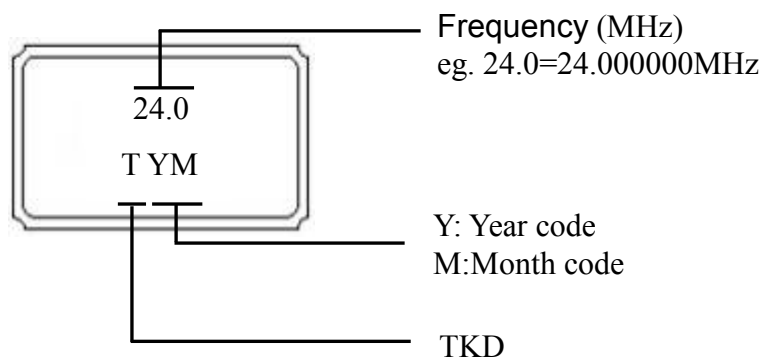 Frequency (MHz)
eg. 24.0=24.000000MHz
24.0
T YM
Y: Year code
M:Month code
TKD